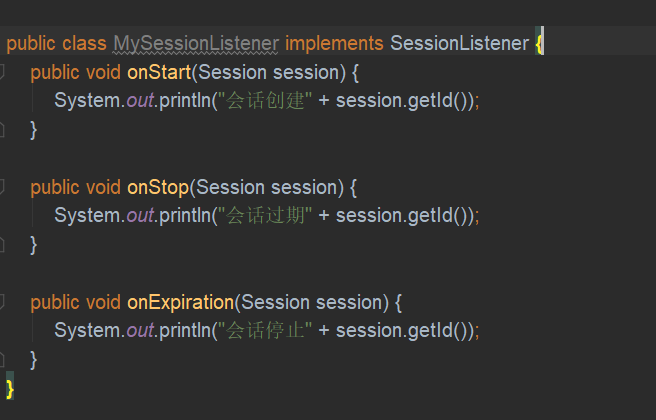 public class MySessionListener implements SessionListener {
public void onStart(Session session) {
System.out.println("会话创建" + session.getId());
}
public void onStop(Session session) {
System.out.println("会话过期" + session.getId());
}
public void onExpiration(Session session) {
System.out.println("会话停止" + session.getId());
}
}